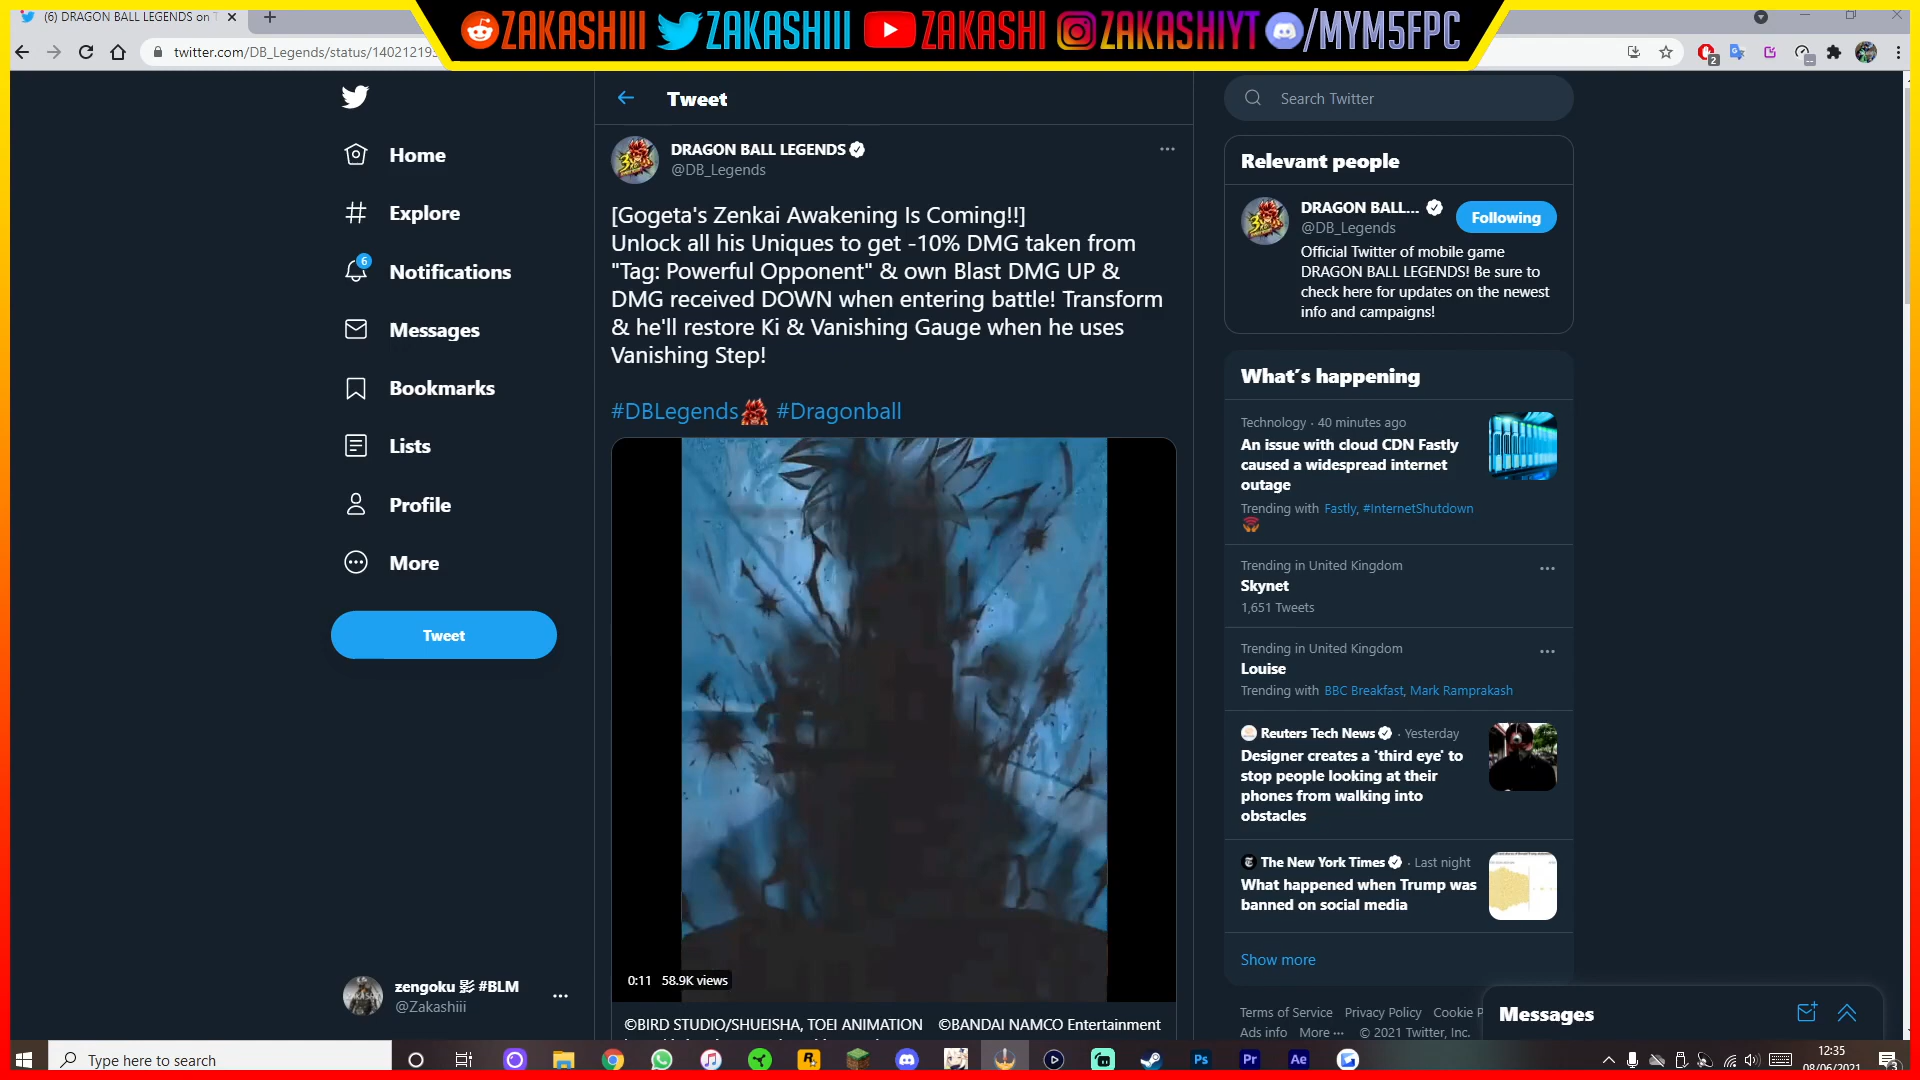 (6) DRAGON BALL LEGENDS on T
ZAKASHIII ZAKASHIII ZAKASHI ZAKASHIYT /MYM5FPC
twitter.com/DB_Legends/status/140212195
2
Tweet
Search Twitter
Home
Explore
6
Notifications
Messages
Bookmarks
Lists
Profile
More
Tweet
zengoku 影 #BLM
@Zakashiii
DRAGON BALL LEGENDS
@DB_Legends
[Gogeta's Zenkai Awakening Is Coming!!]
Unlock all his Uniques to get -10% DMG taken from
"Tag: Powerful Opponent" & own Blast DMG UP &
DMG received DOWN when entering battle! Transform
& he'll restore Ki & Vanishing Gauge when he uses
Vanishing Step!
#DBLegends #Dragonball
0:11 58.9K views
©BIRD STUDIO/SHUEISHA, TOEI ANIMATION ©BANDAI NAMCO Entertainment
Relevant people
DRAGON BALL...
@DB_Legends
Following
Official Twitter of mobile game
DRAGON BALL LEGENDS! Be sure to
check here for updates on the newest
info and campaigns!
What's happening
Technology · 40 minutes ago
An issue with cloud CDN Fastly
caused a widespread internet
outage
Trending with Fastly, #InternetShutdown
Trending in United Kingdom
Skynet
1,651 Tweets
Trending in United Kingdom
Louise
Trending with BBC Breakfast, Mark Ramprakash
Reuters Tech News · Yesterday
Designer creates a 'third eye' to
stop people looking at their
phones from walking into
obstacles
The New York Times · Last night
What happened when Trump was
banned on social media
Show more
Terms of Service Privacy Policy Cookie P
Ads info More ··· © 2021 Twitter, Inc.
Messages
Type here to search
Ps
Pr
Ae
12:35
08/06/2021
3